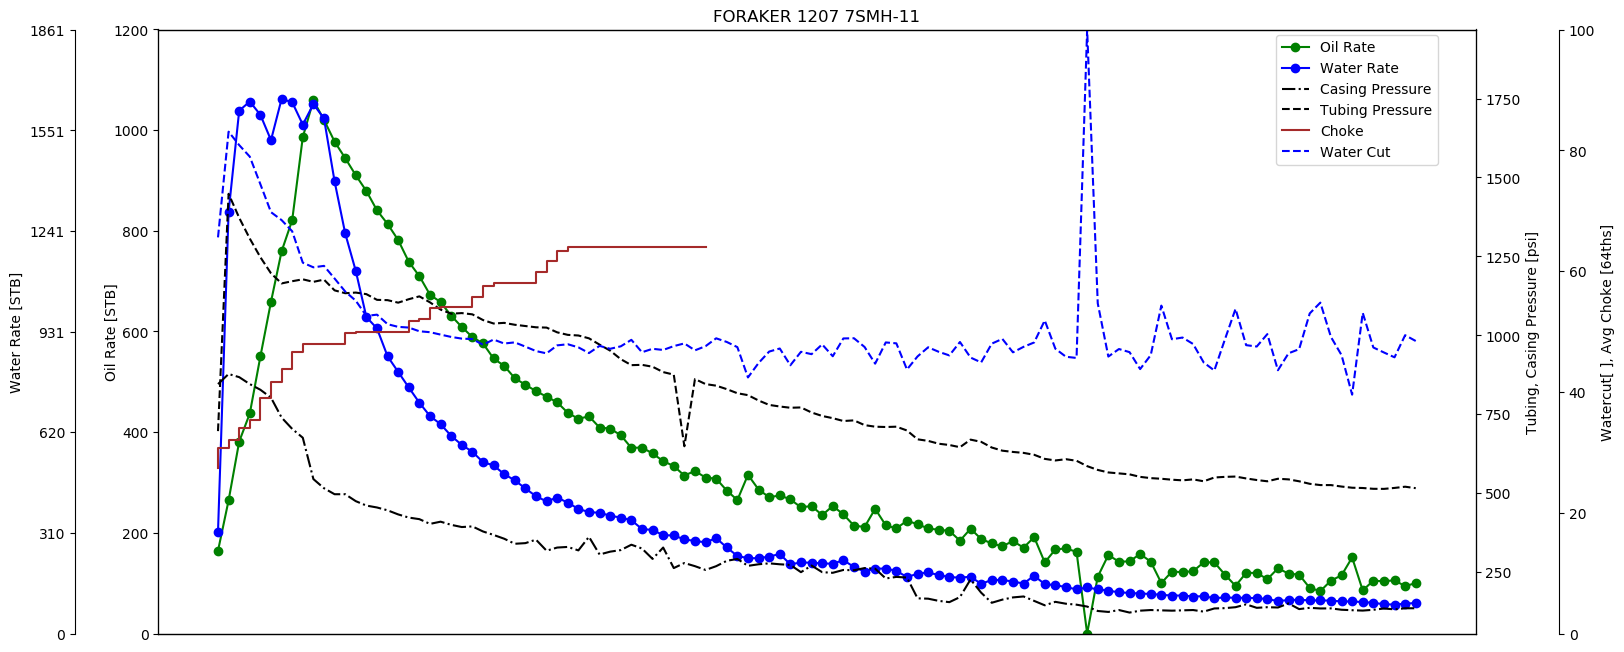 FORAKER 1207 7SMH-11
Water Rate [STB]
1861
1551
1241
931
620
310
0
Oil Rate [STB]
1200
1000
800
600
400
200
0
Oil Rate
Water Rate
Casing Pressure
Tubing Pressure
Choke
Water Cut
1750
1500
1250
1000
750
500
250
Tubing, Casing Pressure [psi]
100
80
60
40
20
0
Watercut[ ], Avg Choke [64ths]